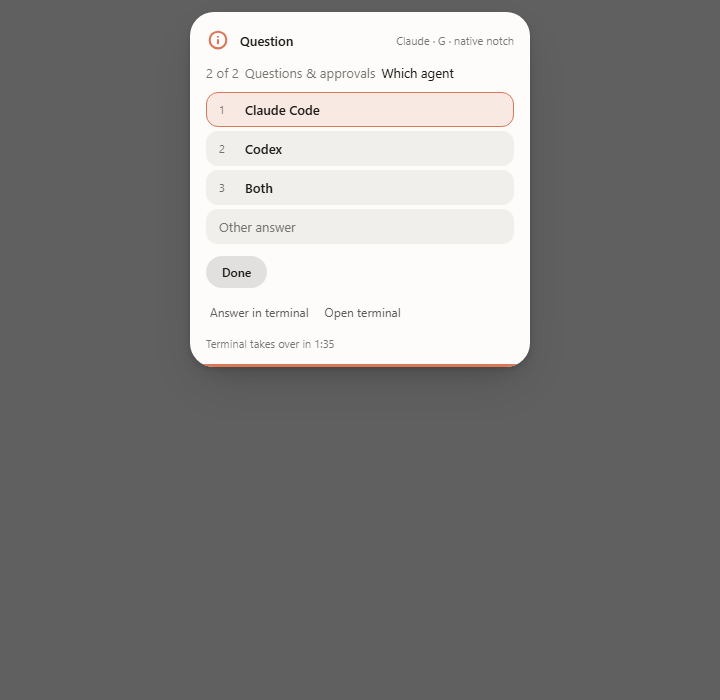 Question
Claude · G · native notch
2 of 2 Questions & approvals Which agent
1 Claude Code
2 Codex
3 Both
Other answer
Done
Answer in terminal Open terminal
Terminal takes over in 1:35